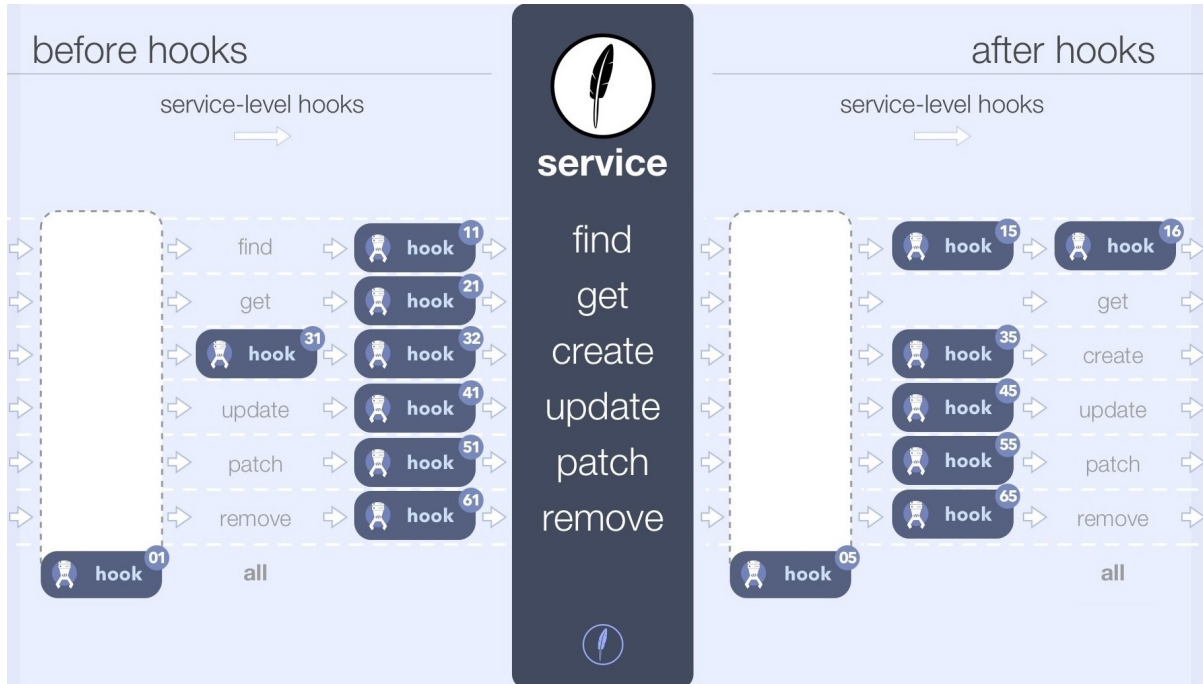 before hooks
service-level hooks
service
after hooks
service-level hooks
find
hook 11
find
hook 15
hook 16
get
hook 21
get
get
hook 31
hook 32
create
hook 35
create
update
hook 41
update
hook 45
update
patch
hook 51
patch
hook 55
patch
remove
hook 61
remove
hook 65
remove
hook 01
all
hook 05
all